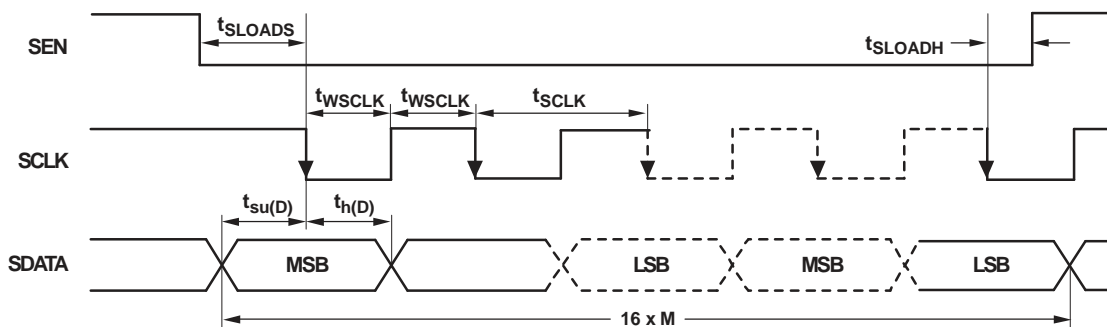 SEN
tSLOADS
tSLOADH
SCLK
tWSCLK
tWSCLK
tSCLK
SDATA
tsu(D)
th(D)
MSB
LSB
MSB
LSB
16 x M